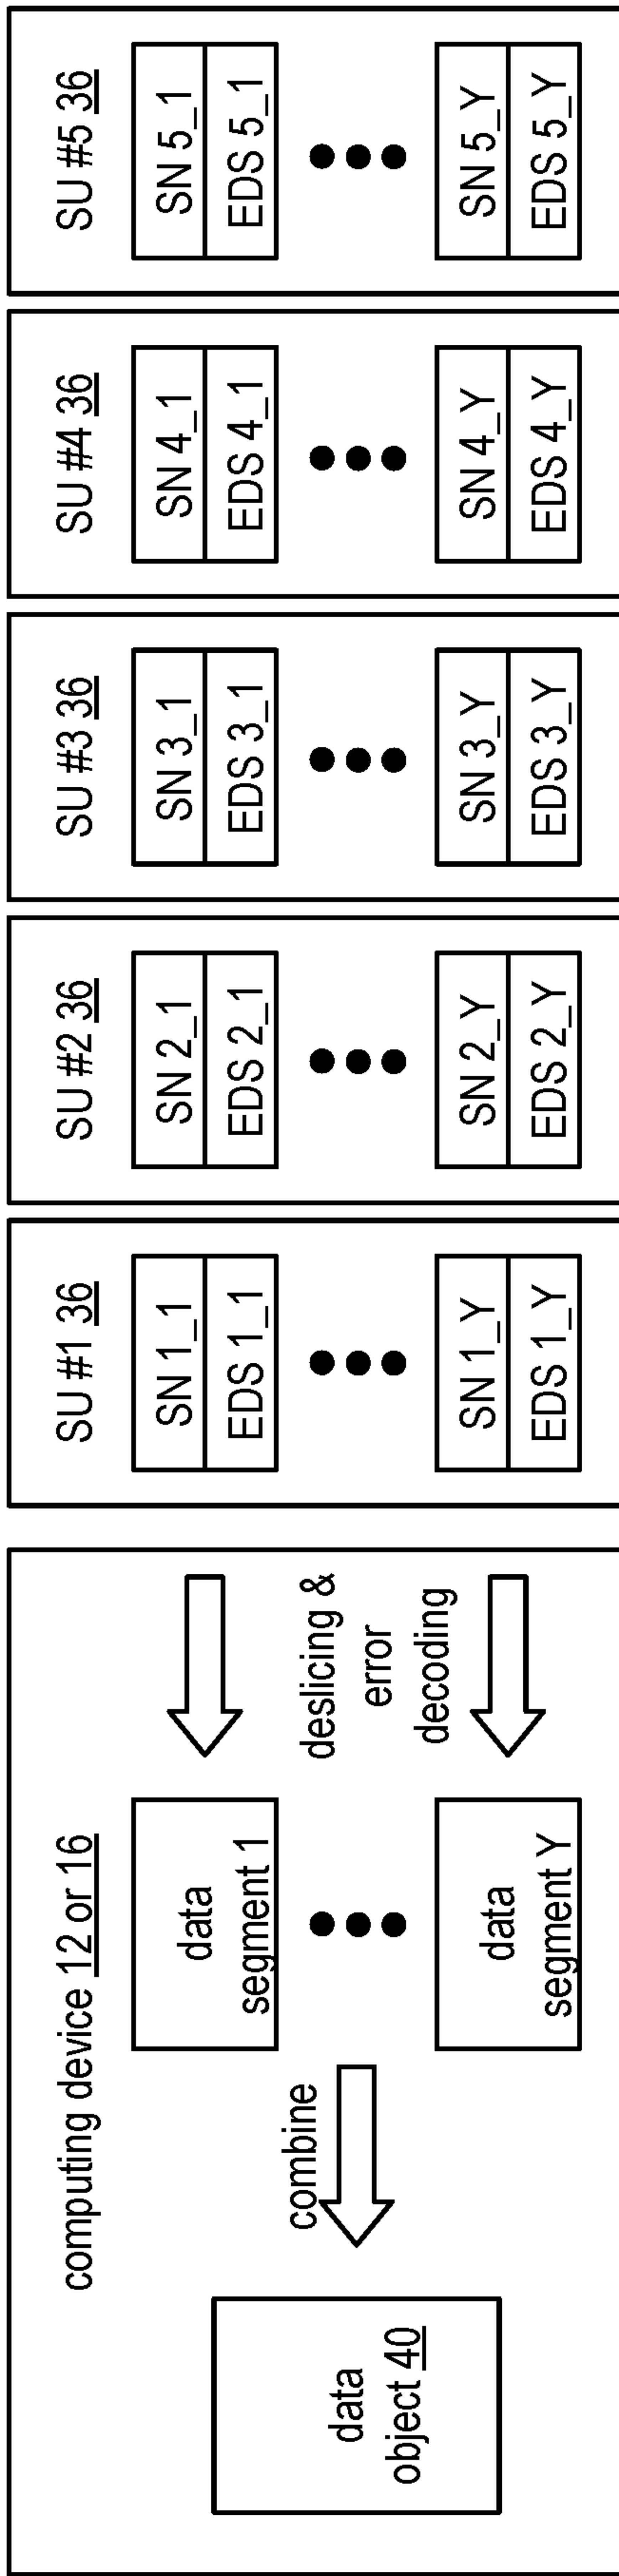 computing device 12 or 16
data
object 40
combine
data
segment 1
data
segment Y
deslicing &
error
decoding
SU #1 36
SN 1_1
EDS 1_1
SN 1_Y
EDS 1_Y
SU #2 36
SN 2_1
EDS 2_1
SN 2_Y
EDS 2_Y
SU #3 36
SN 3_1
EDS 3_1
SN 3_Y
EDS 3_Y
SU #4 36
SN 4_1
EDS 4_1
SN 4_Y
EDS 4_Y
SU #5 36
SN 5_1
EDS 5_1
SN 5_Y
EDS 5_Y